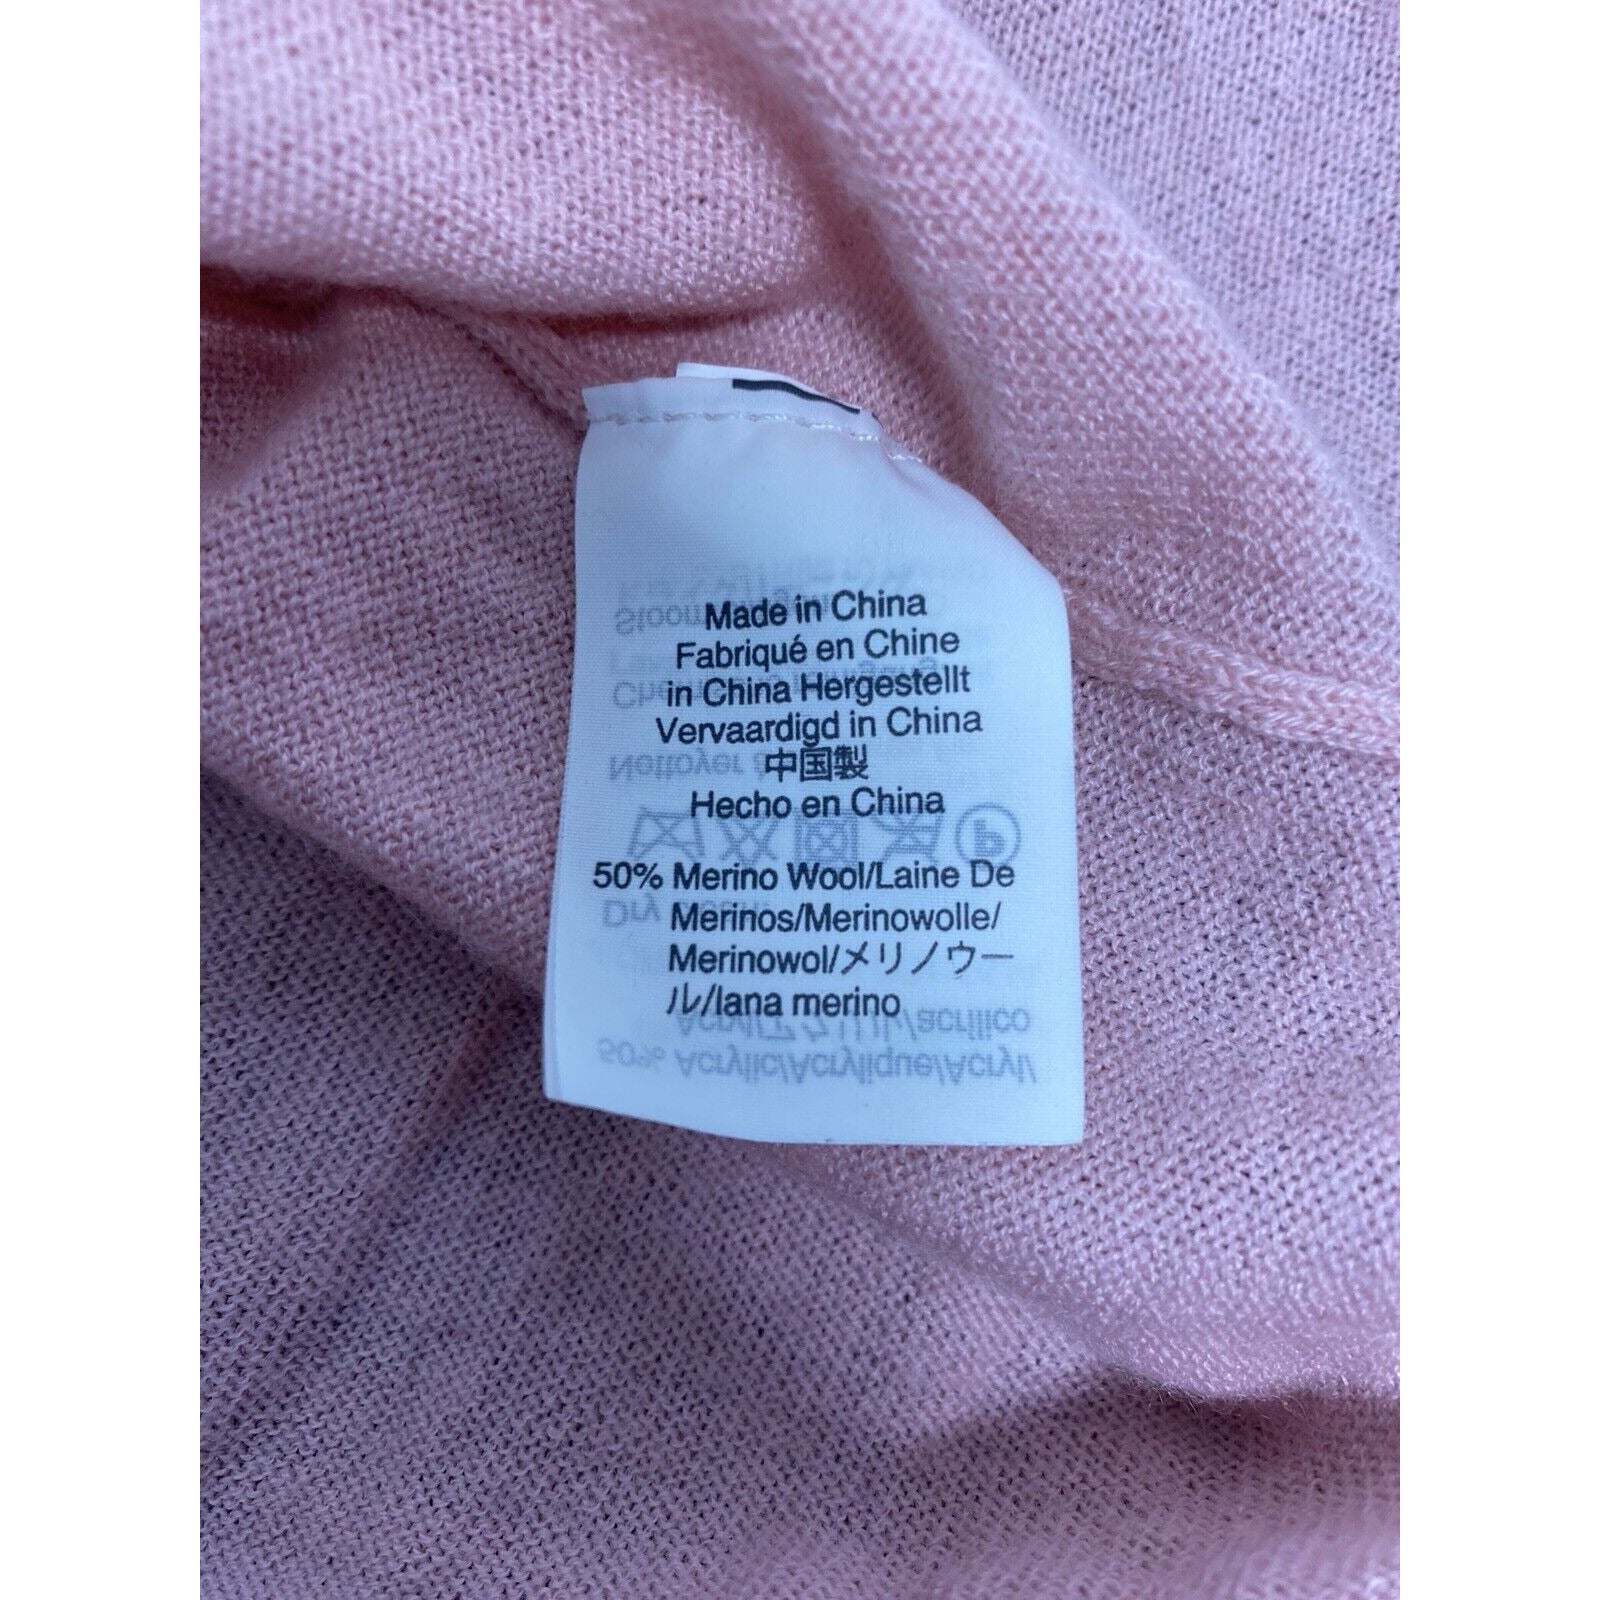 Made in China
Fabriqué en Chine
in China Hergestellt
Vervaardigd in China
中国製
Hecho en China
50% Merino Wool/Laine De
Merinos/Merinowolle/
Merinowol/メリノウー
ル/lana merino